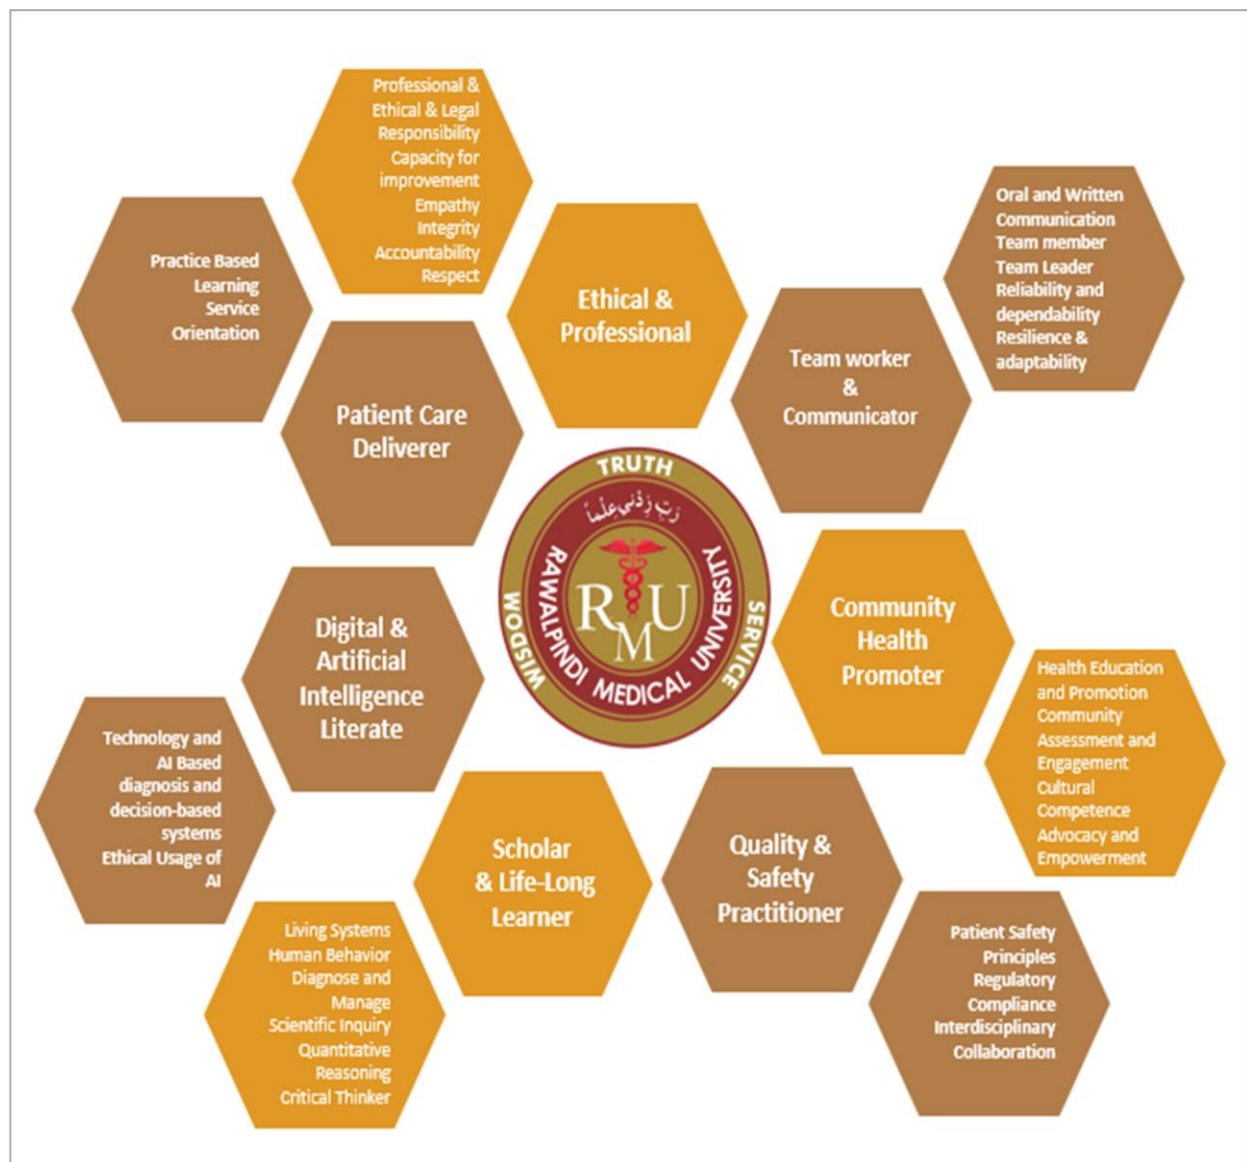 Professional &
Ethical & Legal
Responsibility
Capacity for
improvement
Empathy
Integrity
Accountability
Respect
Ethical &
Professional
Oral and Written
Communication
Team member
Team Leader
Reliability and
dependability
Resilience &
adaptability
Practice Based
Learning
Service
Orientation
Patient Care
Deliverer
Team worker
&
Communicator
TRUTH
رَبِّ زِدْنِي عِلْماً
RAWALPINDI MEDICAL UNIVERSITY
WISDOM
SERVICE
R M U
Digital &
Artificial
Intelligence
Literate
Community
Health
Promoter
Technology and
AI Based
diagnosis and
decision-based
systems
Ethical Usage of
AI
Health Education
and Promotion
Community
Assessment and
Engagement
Cultural
Competence
Advocacy and
Empowerment
Scholar
& Life-Long
Learner
Quality &
Safety
Practitioner
Living Systems
Human Behavior
Diagnose and
Manage
Scientific Inquiry
Quantitative
Reasoning
Critical Thinker
Patient Safety
Principles
Regulatory
Compliance
Interdisciplinary
Collaboration